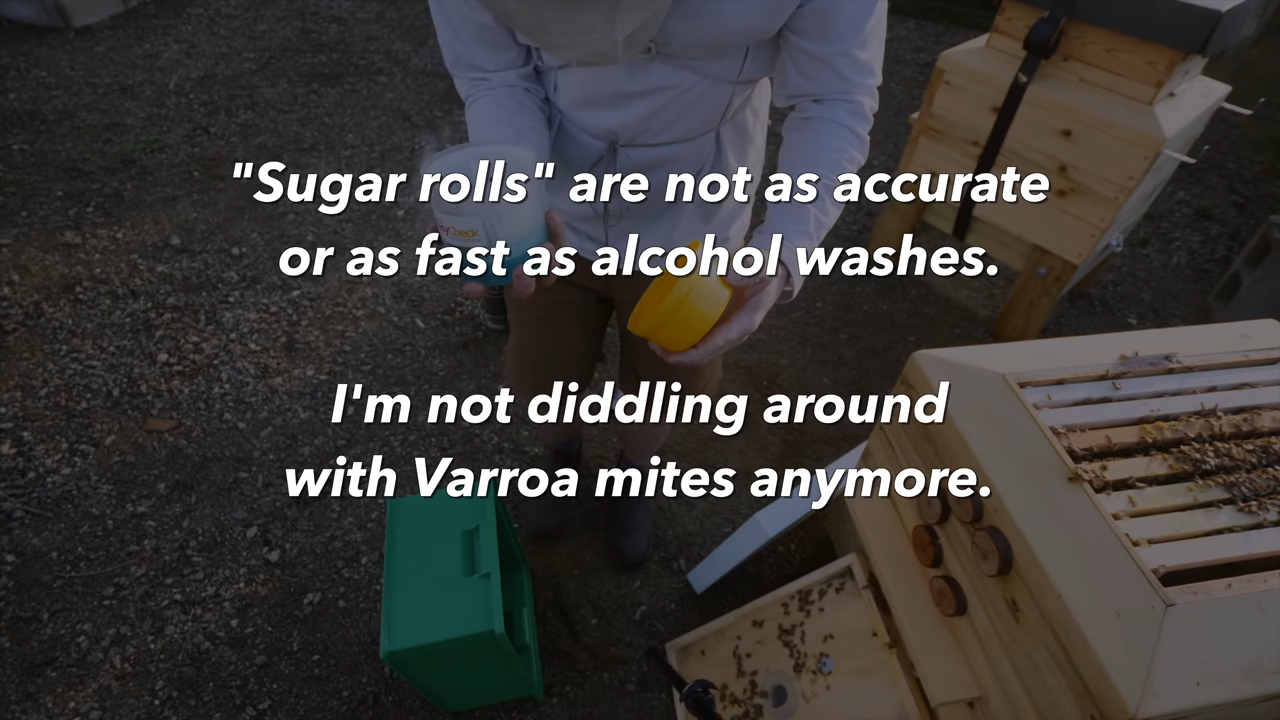 "Sugar rolls" are not as accurate
or as fast as alcohol washes.
I'm not diddling around
with Varroa mites anymore.